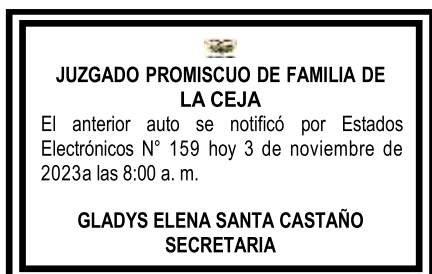 JUZGADO PROMISCUO DE FAMILIA DE
LA CEJA
El anterior auto se notificó por Estados
Electrónicos N° 159 hoy 3 de noviembre de
2023a las 8:00 a. m.
GLADYS ELENA SANTA CASTAÑO
SECRETARIA